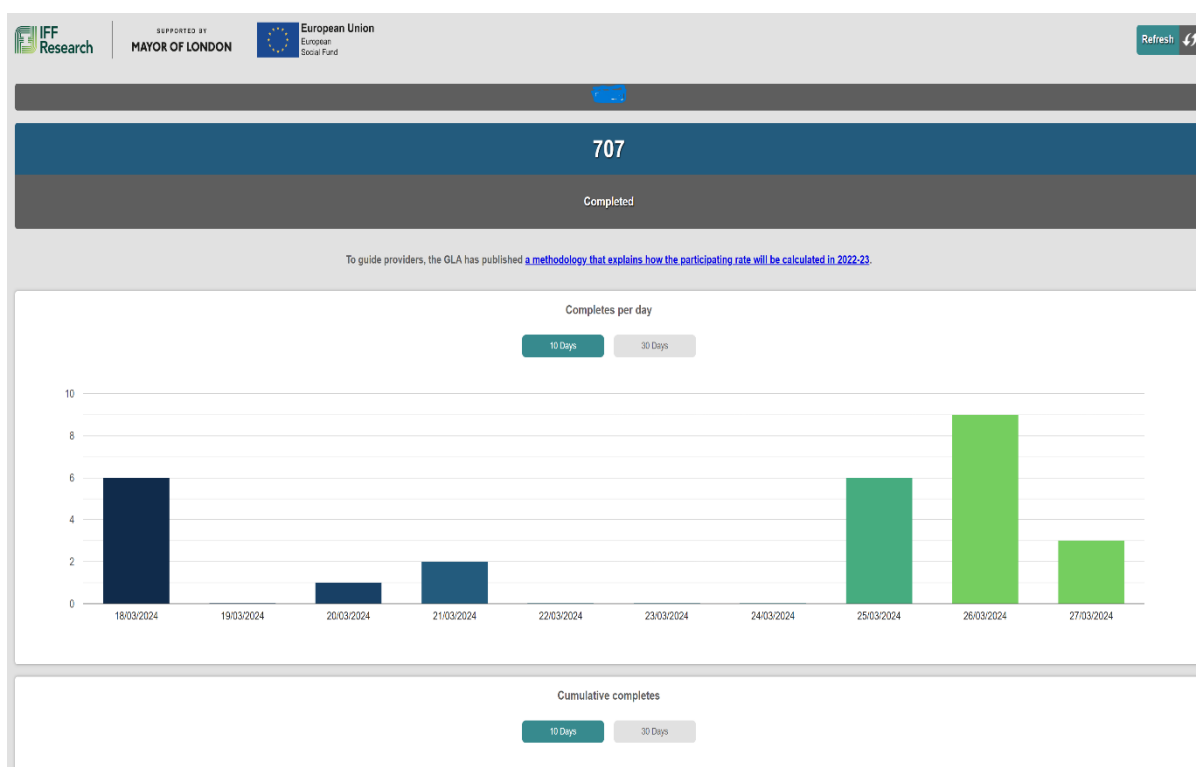 IFF
Research
SUPPORTED BY
MAYOR OF LONDON
European Union
European
Social Fund
Refresh
707
Completed
To guide providers, the GLA has published a methodology that explains how the participating rate will be calculated in 2022-23.
Completes per day
10 Days 30 Days
10
8
6
4
2
0
18/03/2024 19/03/2024 20/03/2024 21/03/2024 22/03/2024 23/03/2024 24/03/2024 25/03/2024 26/03/2024 27/03/2024
Cumulative completes
10 Days 30 Days